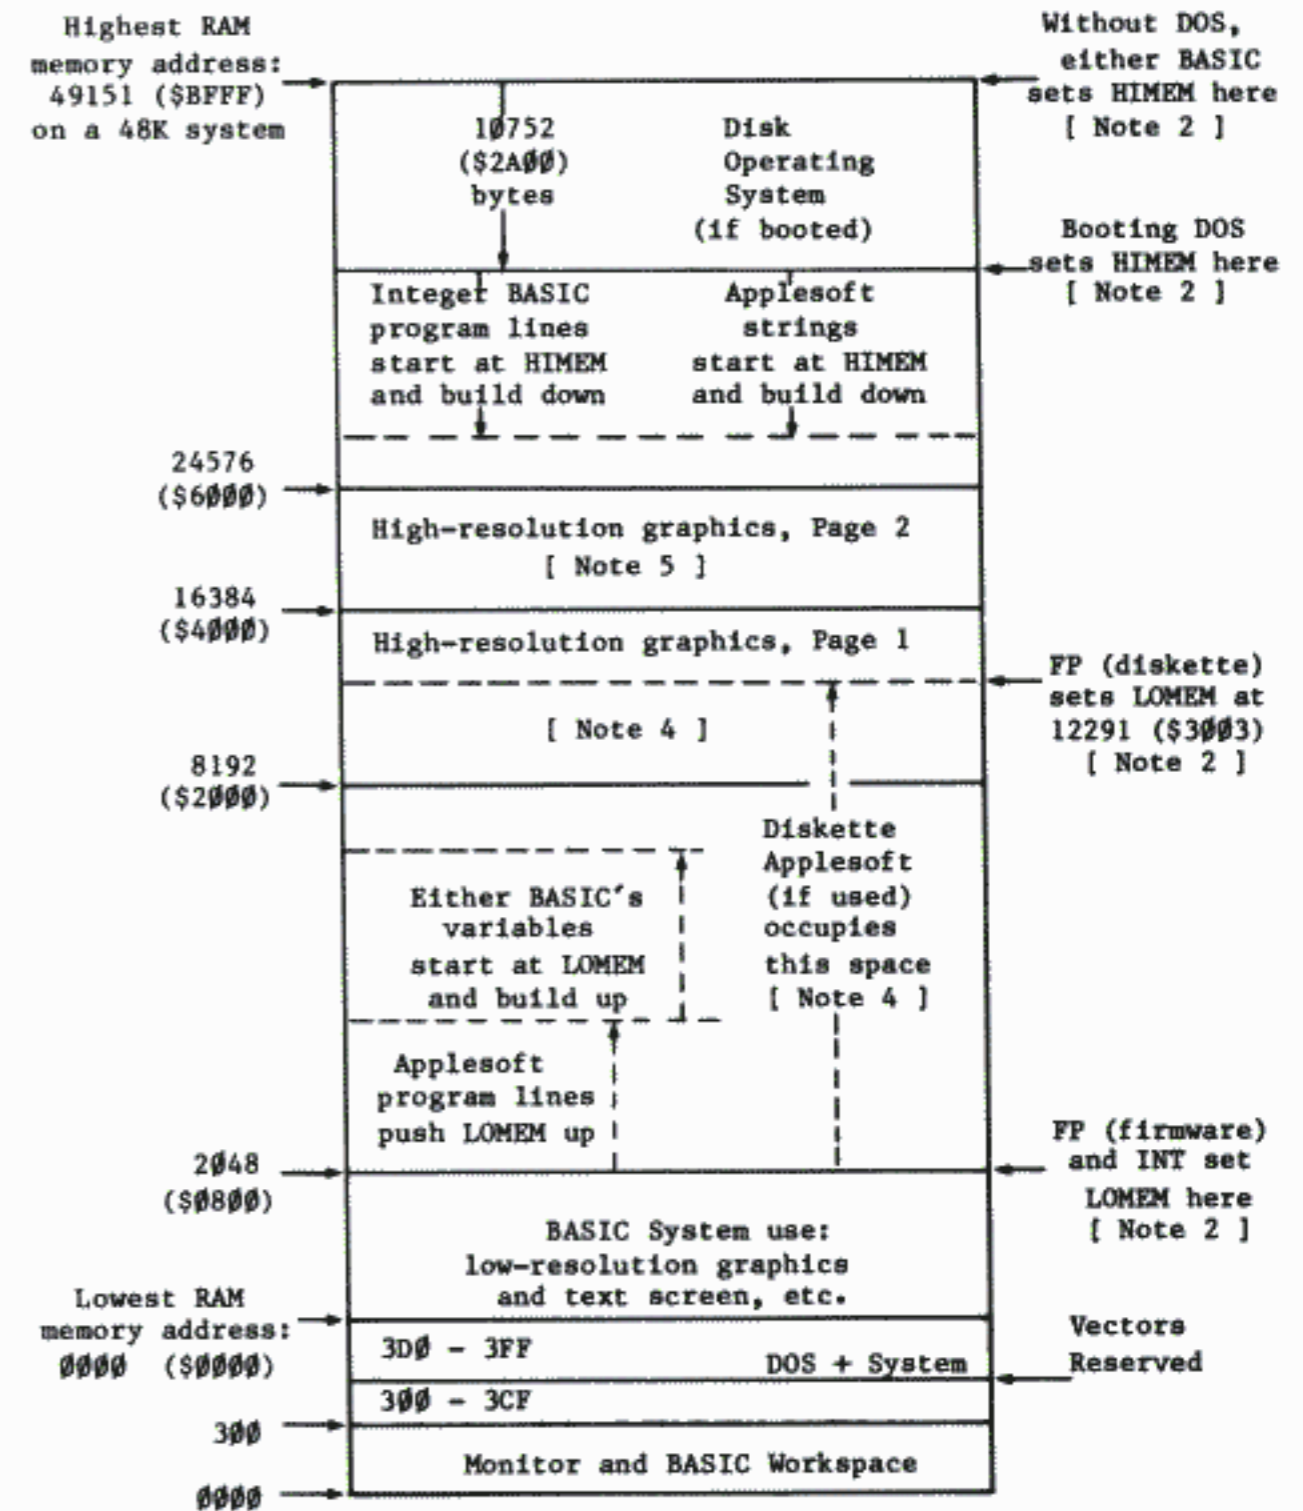 Highest RAM
memory address:
49151 ($BFFF)
on a 48K system
Without DOS,
either BASIC
sets HIMEM here
[ Note 2 ]
10752
($2A00)
bytes
Disk
Operating
System
(if booted)
Booting DOS
sets HIMEM here
[ Note 2 ]
Integer BASIC
program lines
start at HIMEM
and build down
Applesoft
strings
start at HIMEM
and build down
24576
($6000)
High-resolution graphics, Page 2
[ Note 5 ]
16384
($4000)
High-resolution graphics, Page 1
FP (diskette)
sets LOMEM at
12291 ($3003)
[ Note 2 ]
[ Note 4 ]
8192
($2000)
Diskette
Applesoft
(if used)
occupies
this space
[ Note 4 ]
Either BASIC's
variables
start at LOMEM
and build up
Applesoft
program lines
push LOMEM up
2048
($0800)
FP (firmware)
and INT set
LOMEM here
[ Note 2 ]
BASIC System use:
low-resolution graphics
and text screen, etc.
Lowest RAM
memory address:
0000 ($0000)
3D0 - 3FF
DOS + System
Vectors
Reserved
300 - 3CF
300
Monitor and BASIC Workspace
0000